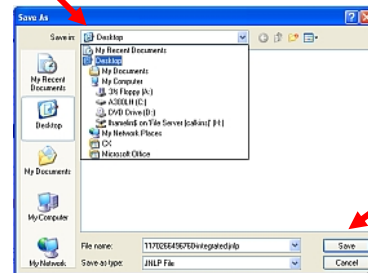 Save As
Save in:
Desktop
My Recent Documents
Desktop
My Documents
My Computer
3½ Floppy (A:)
DVD Drive (D:)
My Network Places
CX
Microsoft Office
My Recent
Documents
Desktop
My Documents
My Computer
My Network
File name:
Save as type:
JNLP File
Save
Cancel